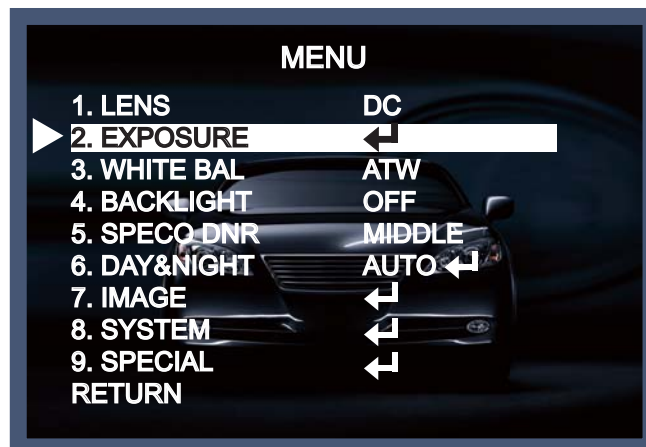 MENU
1. LENS DC
2. EXPOSURE ↵
3. WHITE BAL ATW
4. BACKLIGHT OFF
5. SPECO DNR MIDDLE
6. DAY&NIGHT AUTO ↵
7. IMAGE ↵
8. SYSTEM ↵
9. SPECIAL ↵
RETURN